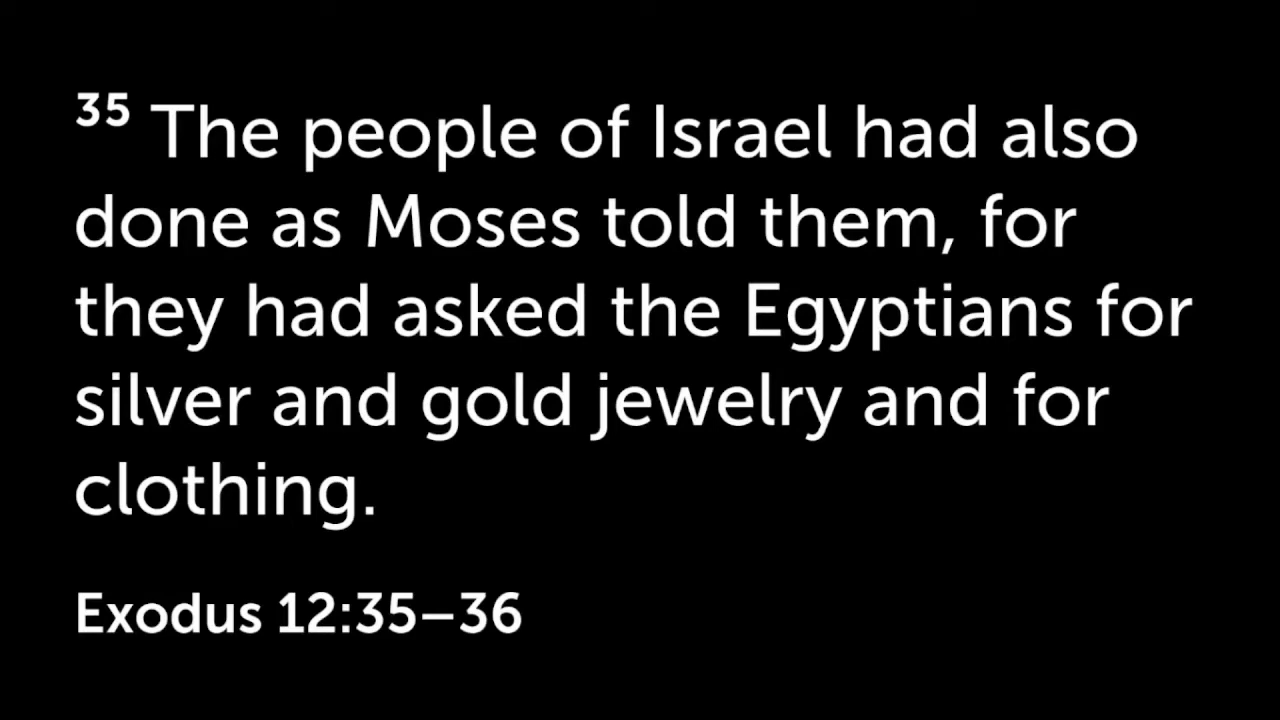 35 The people of Israel had also
done as Moses told them, for
they had asked the Egyptians for
silver and gold jewelry and for
clothing.
Exodus 12:35–36